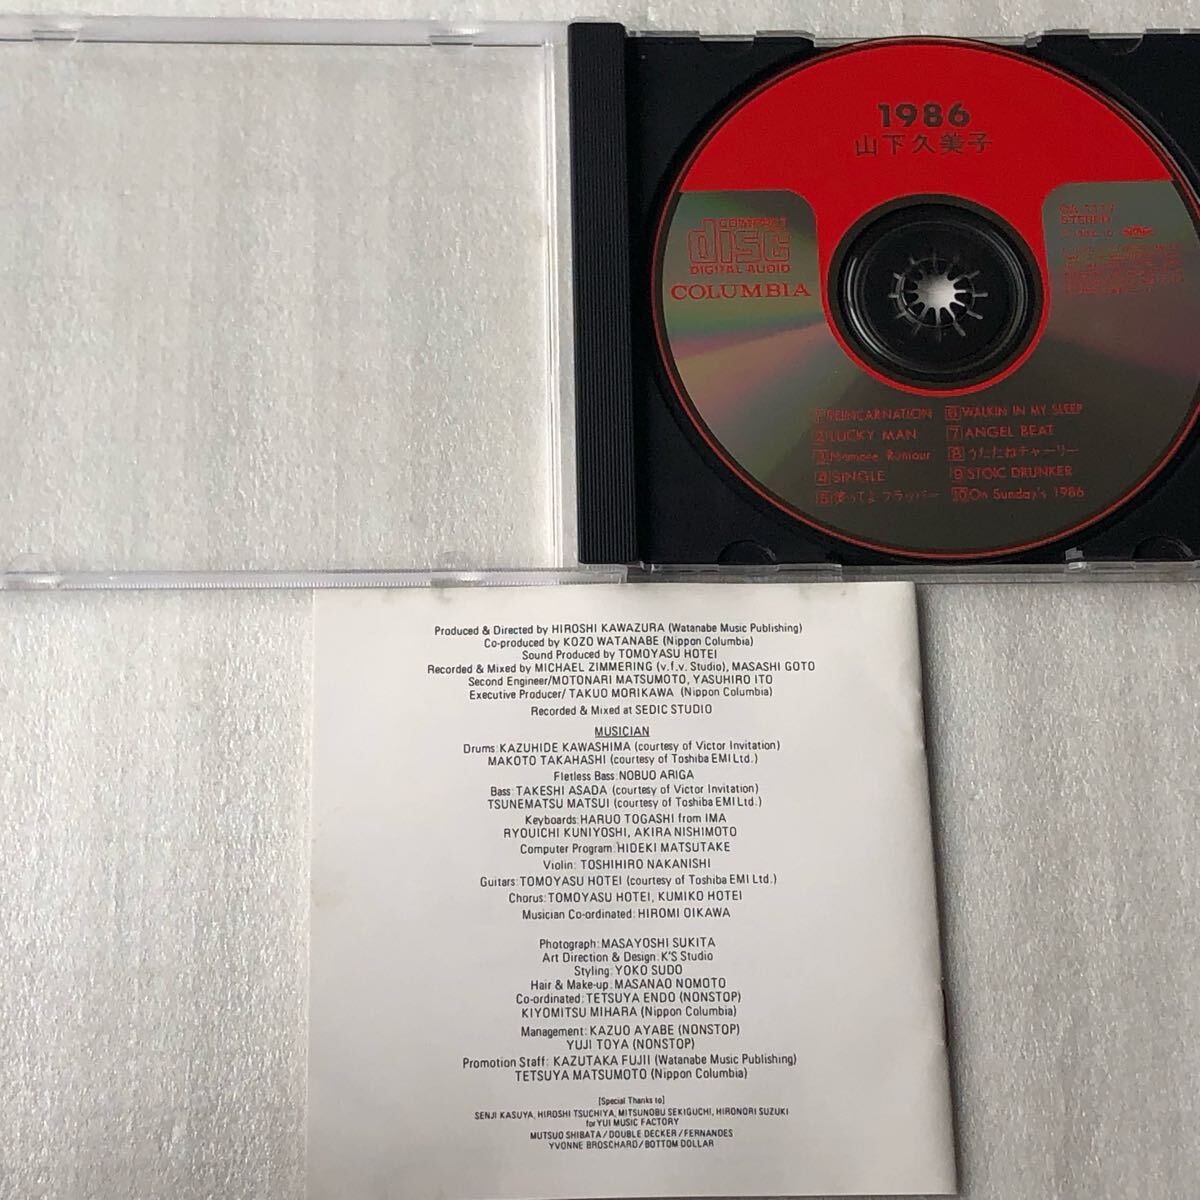 1986
山下久美子
COMPACT
disc
DIGITAL AUDIO
COLUMBIA
STEREO
1 REINCARNATION
2 LUCKY MAN
3 Mamone Rumour
4 SINGLE
5 笑ってよ フラッパー
6 WALKIN IN MY SLEEP
7 ANGEL BEAT
8 うたたねチャーリー
9 STOIC DRUNKER
10 On Sunday's 1986
Produced & Directed by HIROSHI KAWAZURA (Watanabe Music Publishing)
Co-produced by KOZO WATANABE (Nippon Columbia)
Sound Produced by TOMOYASU HOTEI
Recorded & Mixed by MICHAEL ZIMMERING (v.f.v. Studio), MASASHI GOTO
Second Engineer/MOTONARI MATSUMOTO, YASUHIRO ITO
Executive Producer/ TAKUO MORIKAWA (Nippon Columbia)
Recorded & Mixed at SEDIC STUDIO
MUSICIAN
Drums: KAZUHIDE KAWASHIMA (courtesy of Victor Invitation)
MAKOTO TAKAHASHI (courtesy of Toshiba EMI Ltd.)
Fletless Bass: NOBUO ARIGA
Bass: TAKESHI ASADA (courtesy of Victor Invitation)
TSUNEMATSU MATSUI (courtesy of Toshiba EMI Ltd.)
Keyboards: HARUO TOGASHI from IMA
RYOUICHI KUNIYOSHI, AKIRA NISHIMOTO
Computer Program: HIDEKI MATSUTAKE
Violin: TOSHIHIRO NAKANISHI
Guitars: TOMOYASU HOTEI (courtesy of Toshiba EMI Ltd.)
Chorus: TOMOYASU HOTEI, KUMIKO HOTEI
Musician Co-ordinated: HIROMI OIKAWA
Photograph: MASAYOSHI SUKITA
Art Direction & Design: K'S Studio
Styling: YOKO SUDO
Hair & Make-up: MASANAO NOMOTO
Co-ordinated: TETSUYA ENDO (NONSTOP)
KIYOMITSU MIHARA (Nippon Columbia)
Management: KAZUO AYABE (NONSTOP)
YUJI TOYA (NONSTOP)
Promotion Staff: KAZUTAKA FUJII (Watanabe Music Publishing)
TETSUYA MATSUMOTO (Nippon Columbia)
[Special Thanks to]
SENJI KASUYA, HIROSHI TSUCHIYA, MITSUNOBU SEKIGUCHI, HIRONORI SUZUKI
for YUI MUSIC FACTORY
MUTSUO SHIBATA / DOUBLE DECKER / FERNANDES
YVONNE BROSCHARD / BOTTOM DOLLAR